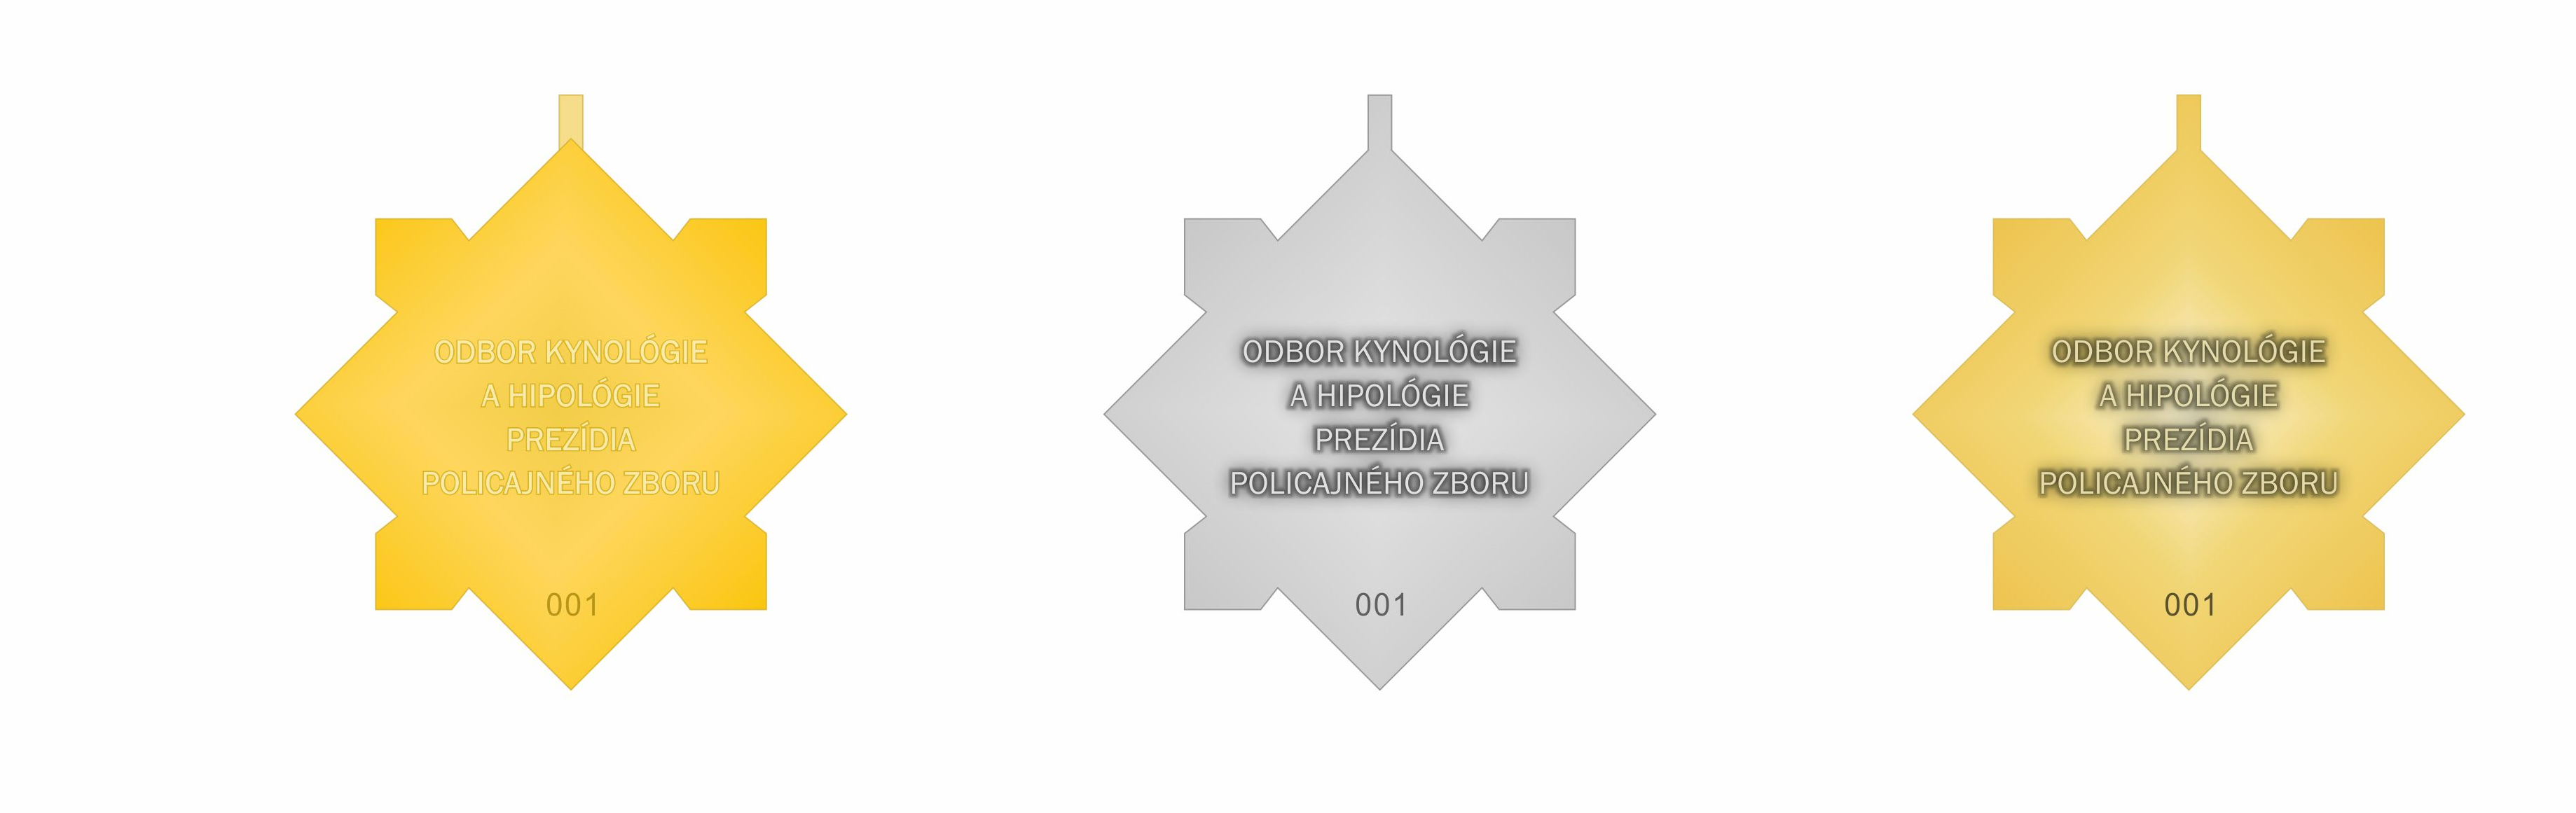 ODBOR KYNOLÓGIE
A HIPOLÓGIE
PREZÍDIA
POLICAJNÉHO ZBORU
001
ODBOR KYNOLÓGIE
A HIPOLÓGIE
PREZÍDIA
POLICAJNÉHO ZBORU
001
ODBOR KYNOLÓGIE
A HIPOLÓGIE
PREZÍDIA
POLICAJNÉHO ZBORU
001